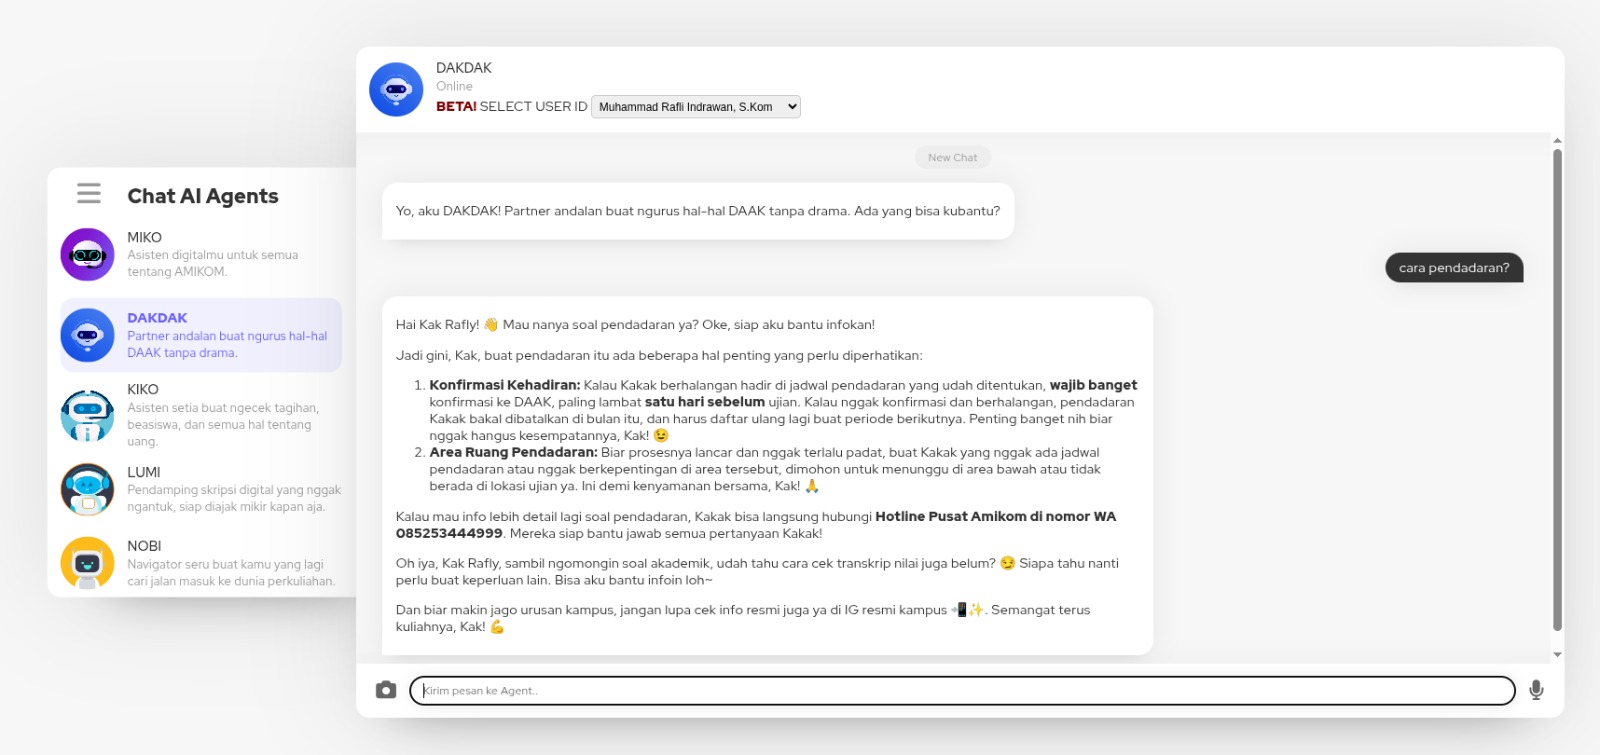 Chat AI Agents
MIKO
Asisten digitalmu untuk semua
tentang AMIKOM.
DAKDAK
Partner andalan buat ngurus hal-hal
DAAK tanpa drama.
KIKO
Asisten setia buat ngecek tagihan,
beasiswa, dan semua hal tentang
uang.
LUMI
Pendamping skripsi digital yang nggak
ngantuk, siap diajak mikir kapan aja.
NOBI
Navigator seru buat kamu yang lagi
cari jalan masuk ke dunia perkuliahan.
DAKDAK
Online
BETA! SELECT USER ID Muhammad Rafli Indrawan, S.Kom
New Chat
Yo, aku DAKDAK! Partner andalan buat ngurus hal-hal DAAK tanpa drama. Ada yang bisa kubantu?
cara pendadaran?
Hai Kak Rafly! 👋 Mau nanya soal pendadaran ya? Oke, siap aku bantu infokan!
Jadi gini, Kak, buat pendadaran itu ada beberapa hal penting yang perlu diperhatikan:
1. Konfirmasi Kehadiran: Kalau Kakak berhalangan hadir di jadwal pendadaran yang udah ditentukan, wajib banget
konfirmasi ke DAAK, paling lambat satu hari sebelum ujian. Kalau nggak konfirmasi dan berhalangan, pendadaran
Kakak bakal dibatalkan di bulan itu, dan harus daftar ulang lagi buat periode berikutnya. Penting banget nih biar
nggak hangus kesempatannya, Kak! 😉
2. Area Ruang Pendadaran: Biar prosesnya lancar dan nggak terlalu padat, buat Kakak yang nggak ada jadwal
pendadaran atau nggak berkepentingan di area tersebut, dimohon untuk menunggu di area bawah atau tidak
berada di lokasi ujian ya. Ini demi kenyamanan bersama, Kak! 🙏
Kalau mau info lebih detail lagi soal pendadaran, Kakak bisa langsung hubungi Hotline Pusat Amikom di nomor WA
085253444999. Mereka siap bantu jawab semua pertanyaan Kakak!
Oh iya, Kak Rafly, sambil ngomongin soal akademik, udah tahu cara cek transkrip nilai juga belum? 😏 Siapa tahu nanti
perlu buat keperluan lain. Bisa aku bantu infoin loh~
Dan biar makin jago urusan kampus, jangan lupa cek info resmi juga ya di IG resmi kampus 📲✨. Semangat terus
kuliahnya, Kak! 💪
Kirim pesan ke Agent..